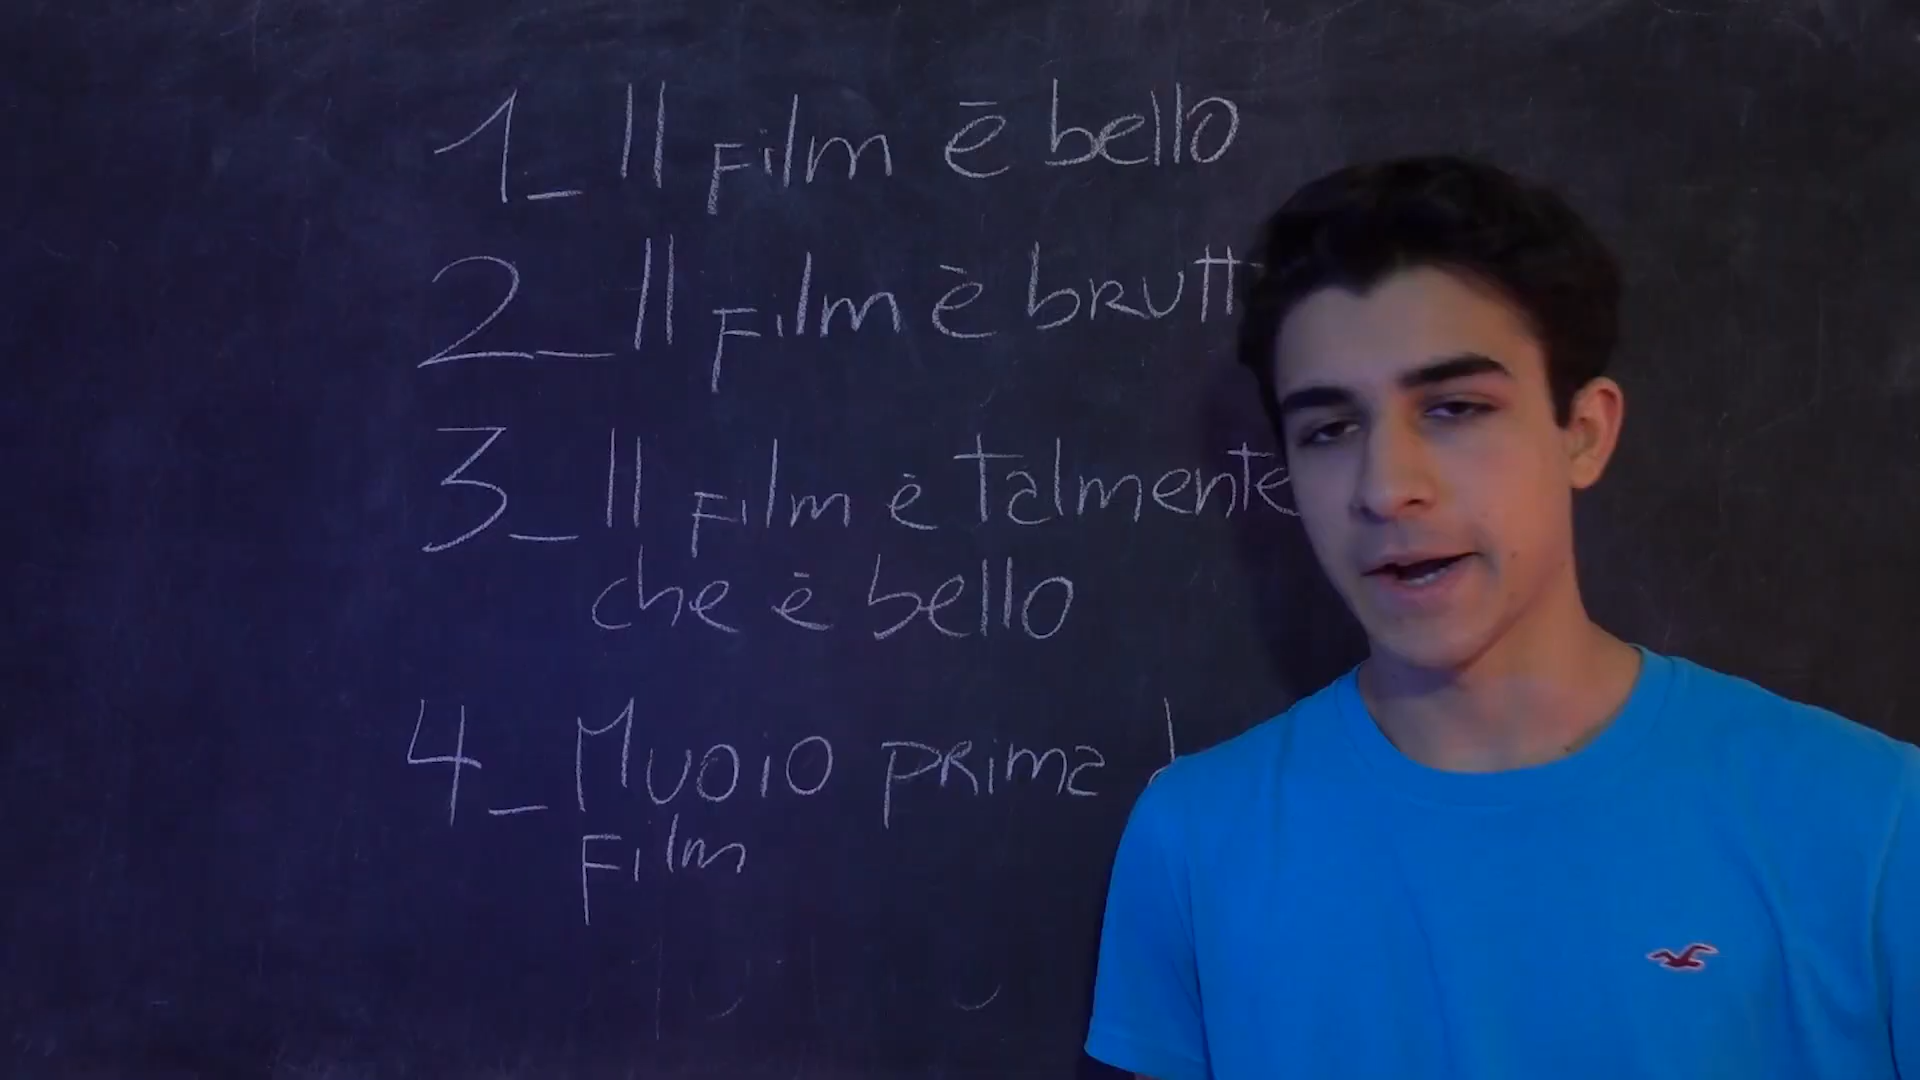 1_ Il Film è bello
2_ Il Film è brutt
3_ Il Film è talmente
che è bello
4_ Muoio prima d
Film